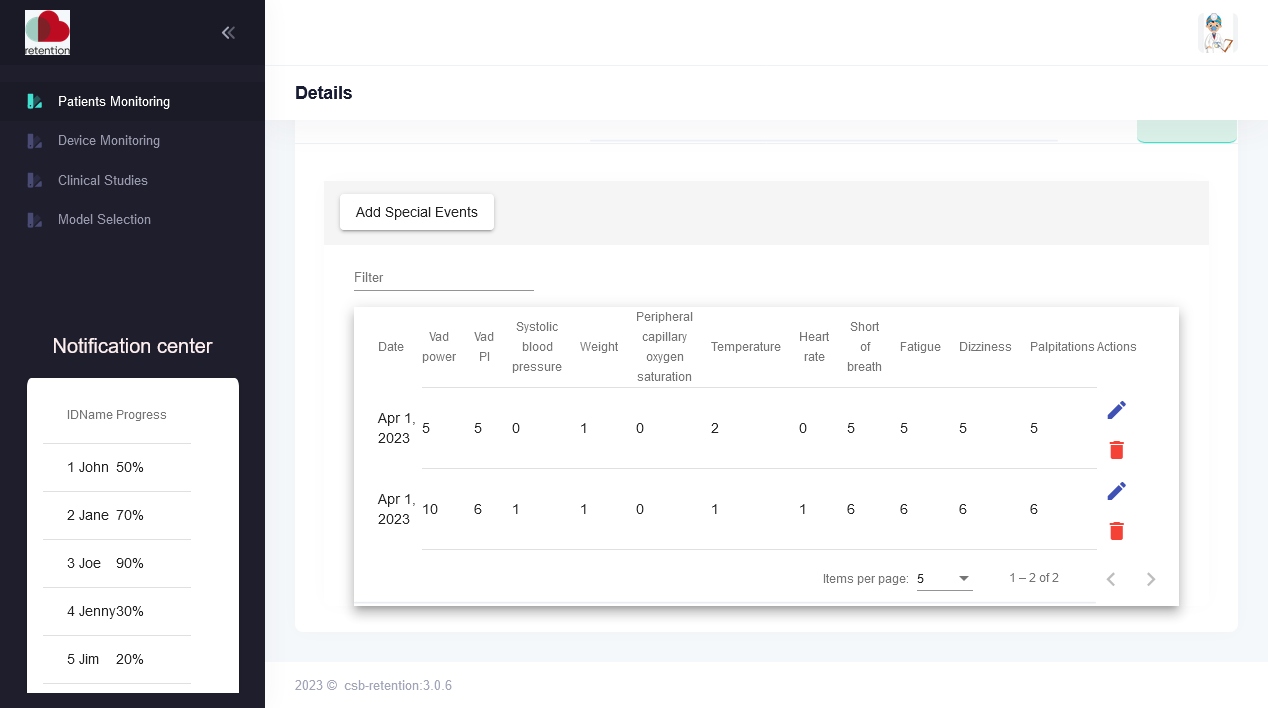 retention
Patients Monitoring
Device Monitoring
Clinical Studies
Model Selection
Notification center
ID Name Progress
1 John 50%
2 Jane 70%
3 Joe 90%
4 Jenny 30%
5 Jim 20%
Details
Add Special Events
Filter
Date Vad power Vad PI Systolic blood pressure Weight Peripheral capillary oxygen saturation Temperature Heart rate Short of breath Fatigue Dizziness Palpitations Actions
Apr 1, 2023 5 5 0 1 0 2 0 5 5 5 5
Apr 1, 2023 10 6 1 1 0 1 1 6 6 6 6
Items per page: 5 1 – 2 of 2
2023 © csb-retention:3.0.6